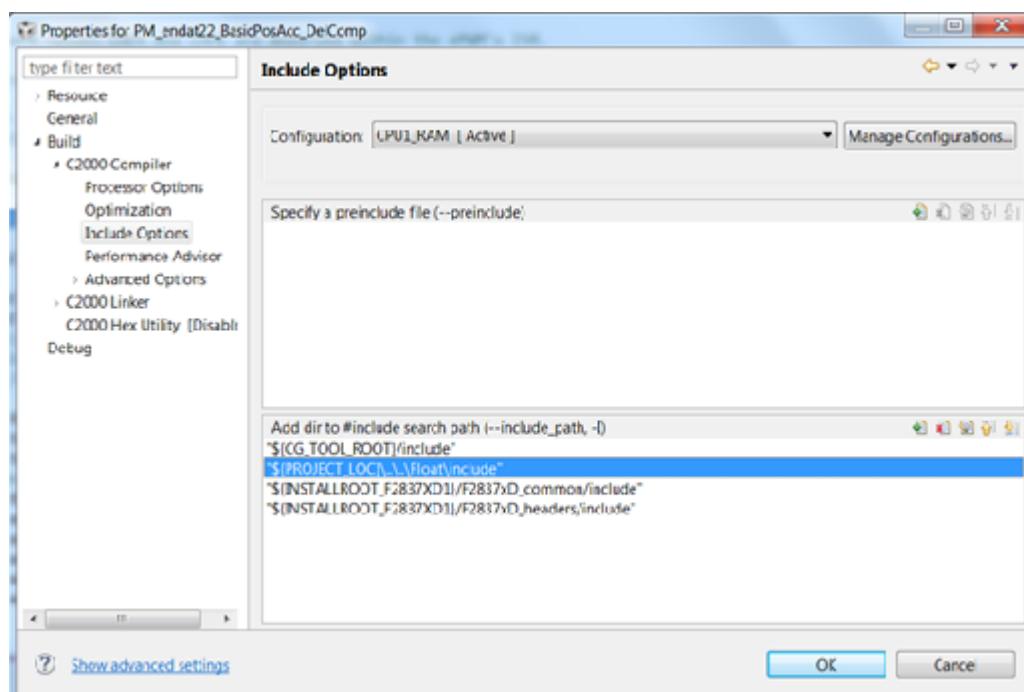 Properties for PM_endat22_BasicPosAcc_DelComp
type filter text
Resource
General
Build
C2000 Compiler
Processor Options
Optimization
Include Options
Performance Advisor
Advanced Options
C2000 Linker
C2000 Hex Utility [Disable
Debug
Include Options
Configuration: CPU1_RAM [ Active ]
Manage Configurations...
Specify a preinclude file (--preinclude)
Add dir to #include search path (--include_path, -I)
"${CG_TOOL_ROOT}/include"
"${PROJECT_LOC}\..\..\Float\include"
"${INSTALLROOT_F2837XD1}/F2837xD_common/include"
"${INSTALLROOT_F2837XD1}/F2837xD_headers/include"
Show advanced settings
OK
Cancel